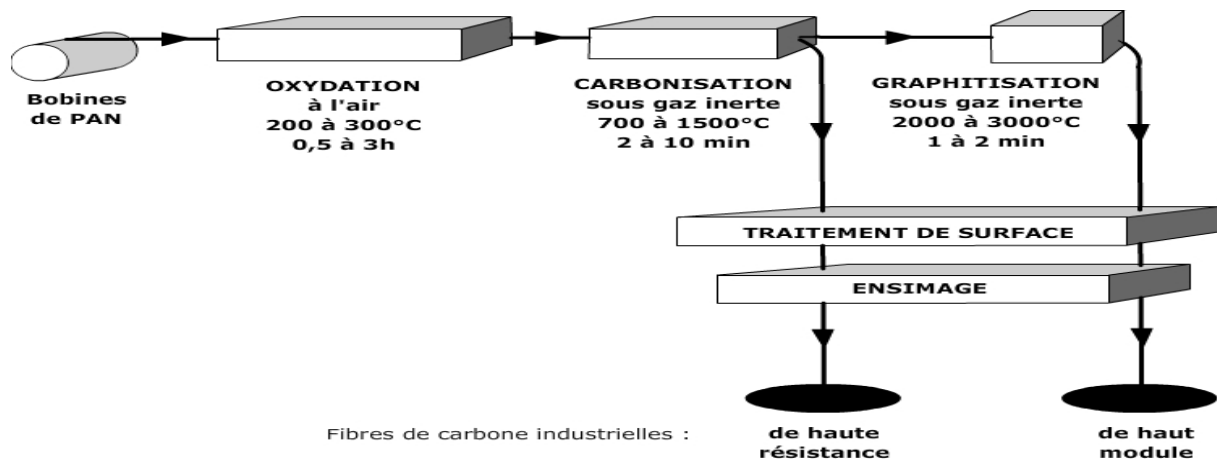 Bobines
de PAN
OXYDATION
à l'air
200 à 300°C
0,5 à 3h
CARBONISATION
sous gaz inerte
700 à 1500°C
2 à 10 min
GRAPHITISATION
sous gaz inerte
2000 à 3000°C
1 à 2 min
TRAITEMENT DE SURFACE
ENSIMAGE
Fibres de carbone industrielles :
de haute
résistance
de haut
module